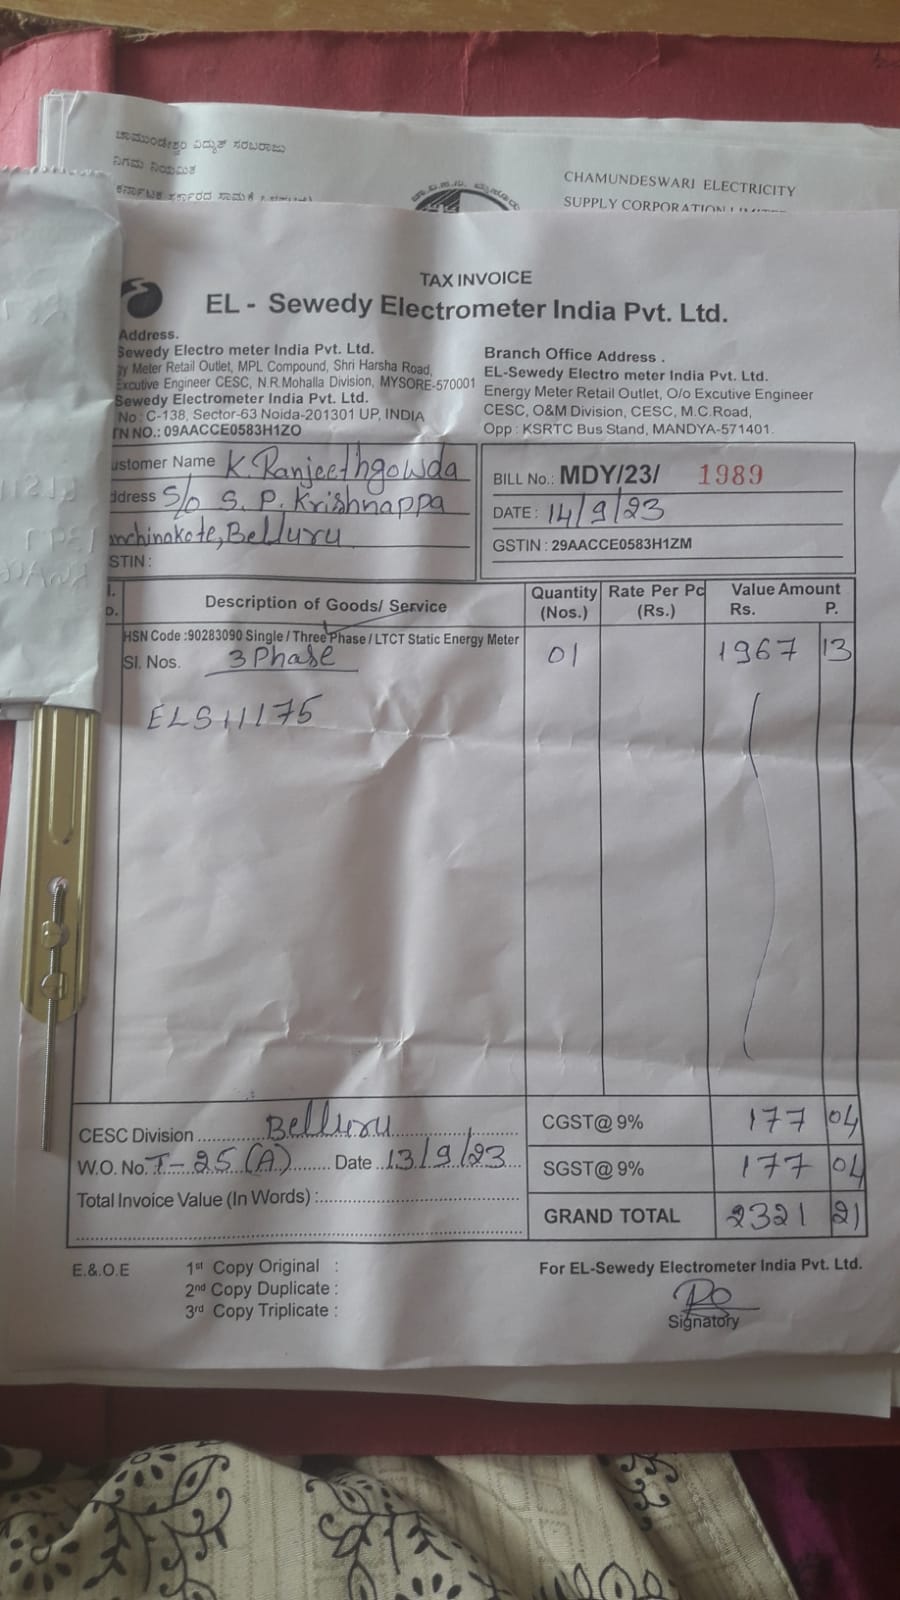 ಚಾಮುಂಡೇಶ್ವರಿ ವಿದ್ಯುತ್ ಸರಬರಾಜು
ನಿಗಮ ನಿಯಮಿತ
CHAMUNDESWARI ELECTRICITY
SUPPLY CORPORATION
TAX INVOICE
EL - Sewedy Electrometer India Pvt. Ltd.
Address.
Sewedy Electro meter India Pvt. Ltd.
gy Meter Retail Outlet, MPL Compound, Shri Harsha Road,
Excutive Engineer CESC, N.R.Mohalla Division, MYSORE-570001
Sewedy Electrometer India Pvt. Ltd.
No : C-138, Sector-63 Noida-201301 UP, INDIA
TN NO.: 09AACCE0583H1ZO
Branch Office Address .
EL-Sewedy Electro meter India Pvt. Ltd.
Energy Meter Retail Outlet, O/o Excutive Engineer
CESC, O&M Division, CESC, M.C.Road,
Opp : KSRTC Bus Stand, MANDYA-571401.
ustomer Name K. Ranjeethgowda
ddress S/o S. P. Krishnappa
nchinakote, Belluru
STIN :
BILL No.: MDY/23/ 1989
DATE : 14/9/23
GSTIN : 29AACCE0583H1ZM
Description of Goods/ Service
Quantity (Nos.)
Rate Per Pc (Rs.)
Value Amount
Rs. P.
HSN Code :90283090 Single / Three Phase / LTCT Static Energy Meter
Sl. Nos. 3 Phase 01 1967 13
ELS11175
CESC Division Belluru
W.O. No. T-25 (A) Date 13/9/23
Total Invoice Value (In Words) :
CGST@ 9% 177 04
SGST@ 9% 177 04
GRAND TOTAL 2321 21
E.&.O.E
1st Copy Original :
2nd Copy Duplicate :
3rd Copy Triplicate :
For EL-Sewedy Electrometer India Pvt. Ltd.
Signatory